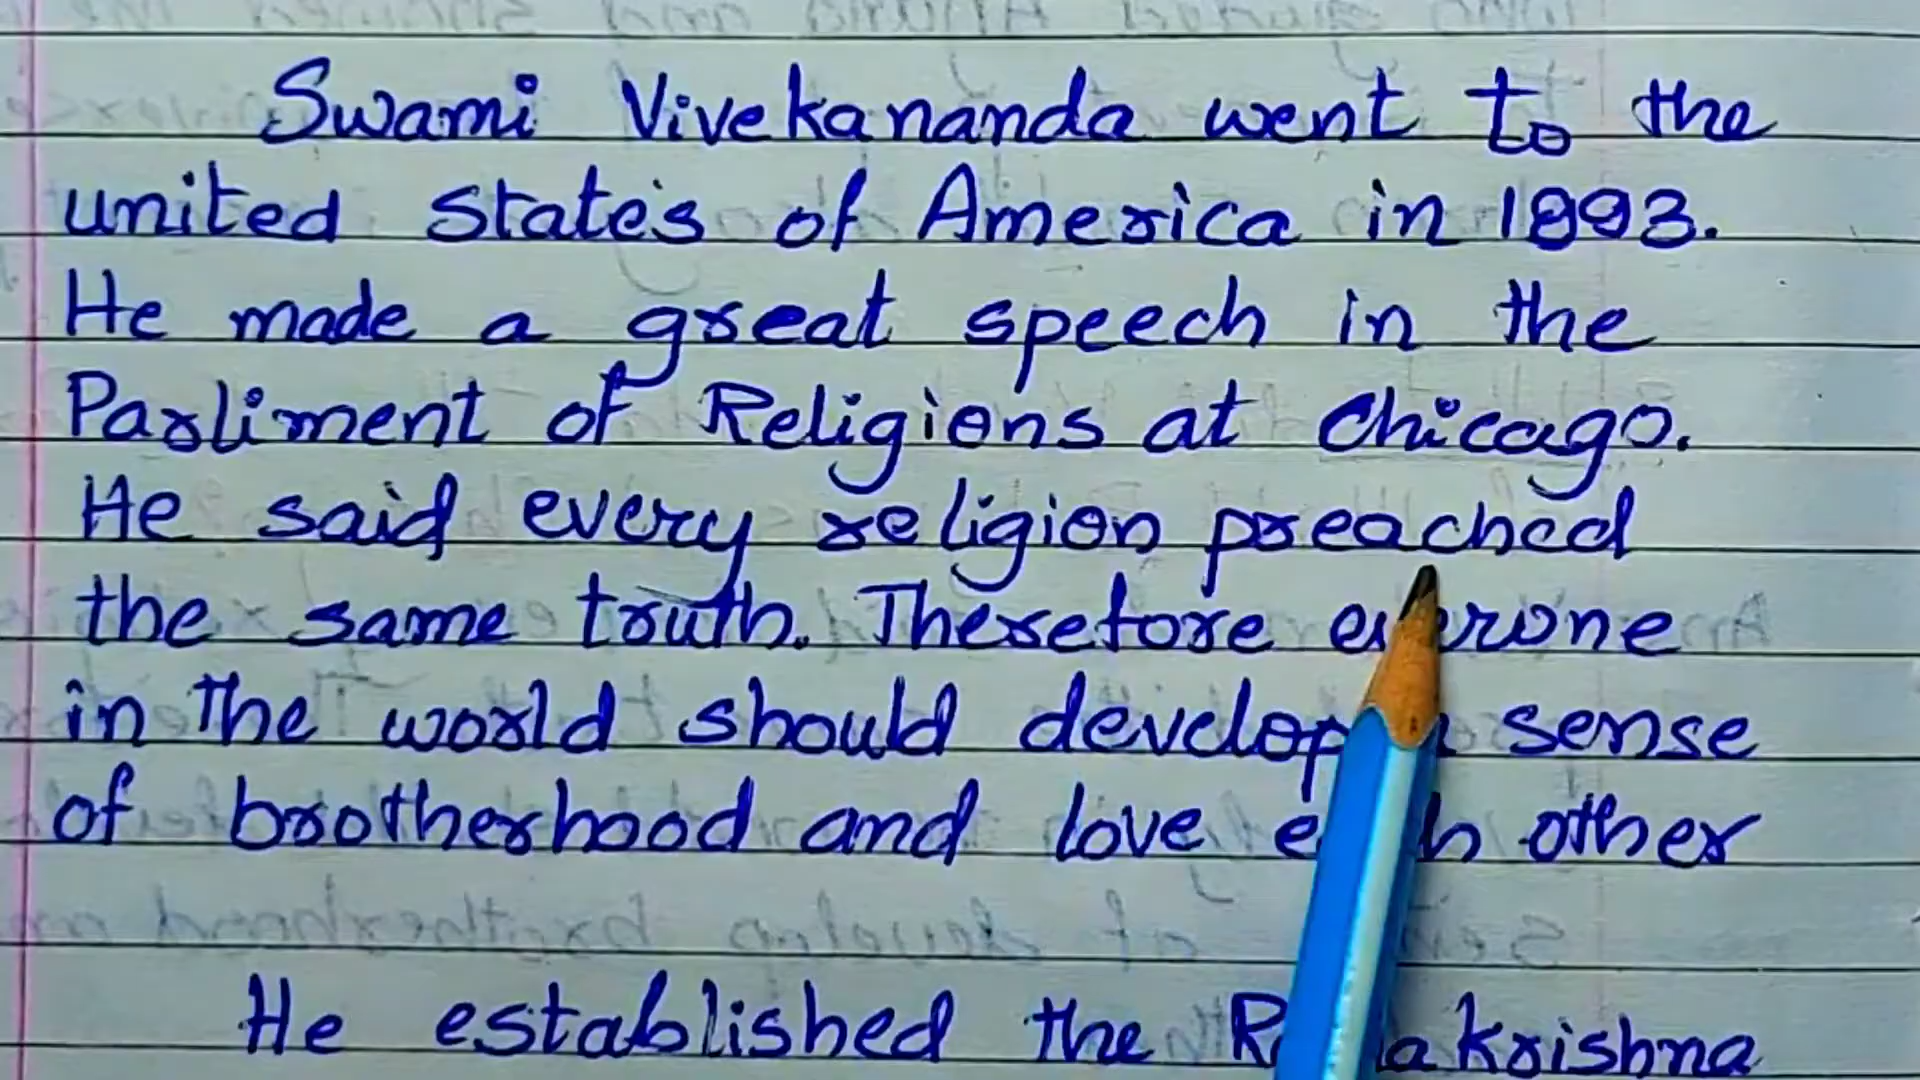 Swami Vivekananda went to the
united states of America in 1893.
He made a great speech in the
Parliment of Religions at Chicago.
He said every religion preached
the same truth. Therefore
in the world should develop sense
of brotherhood and love other
He established the